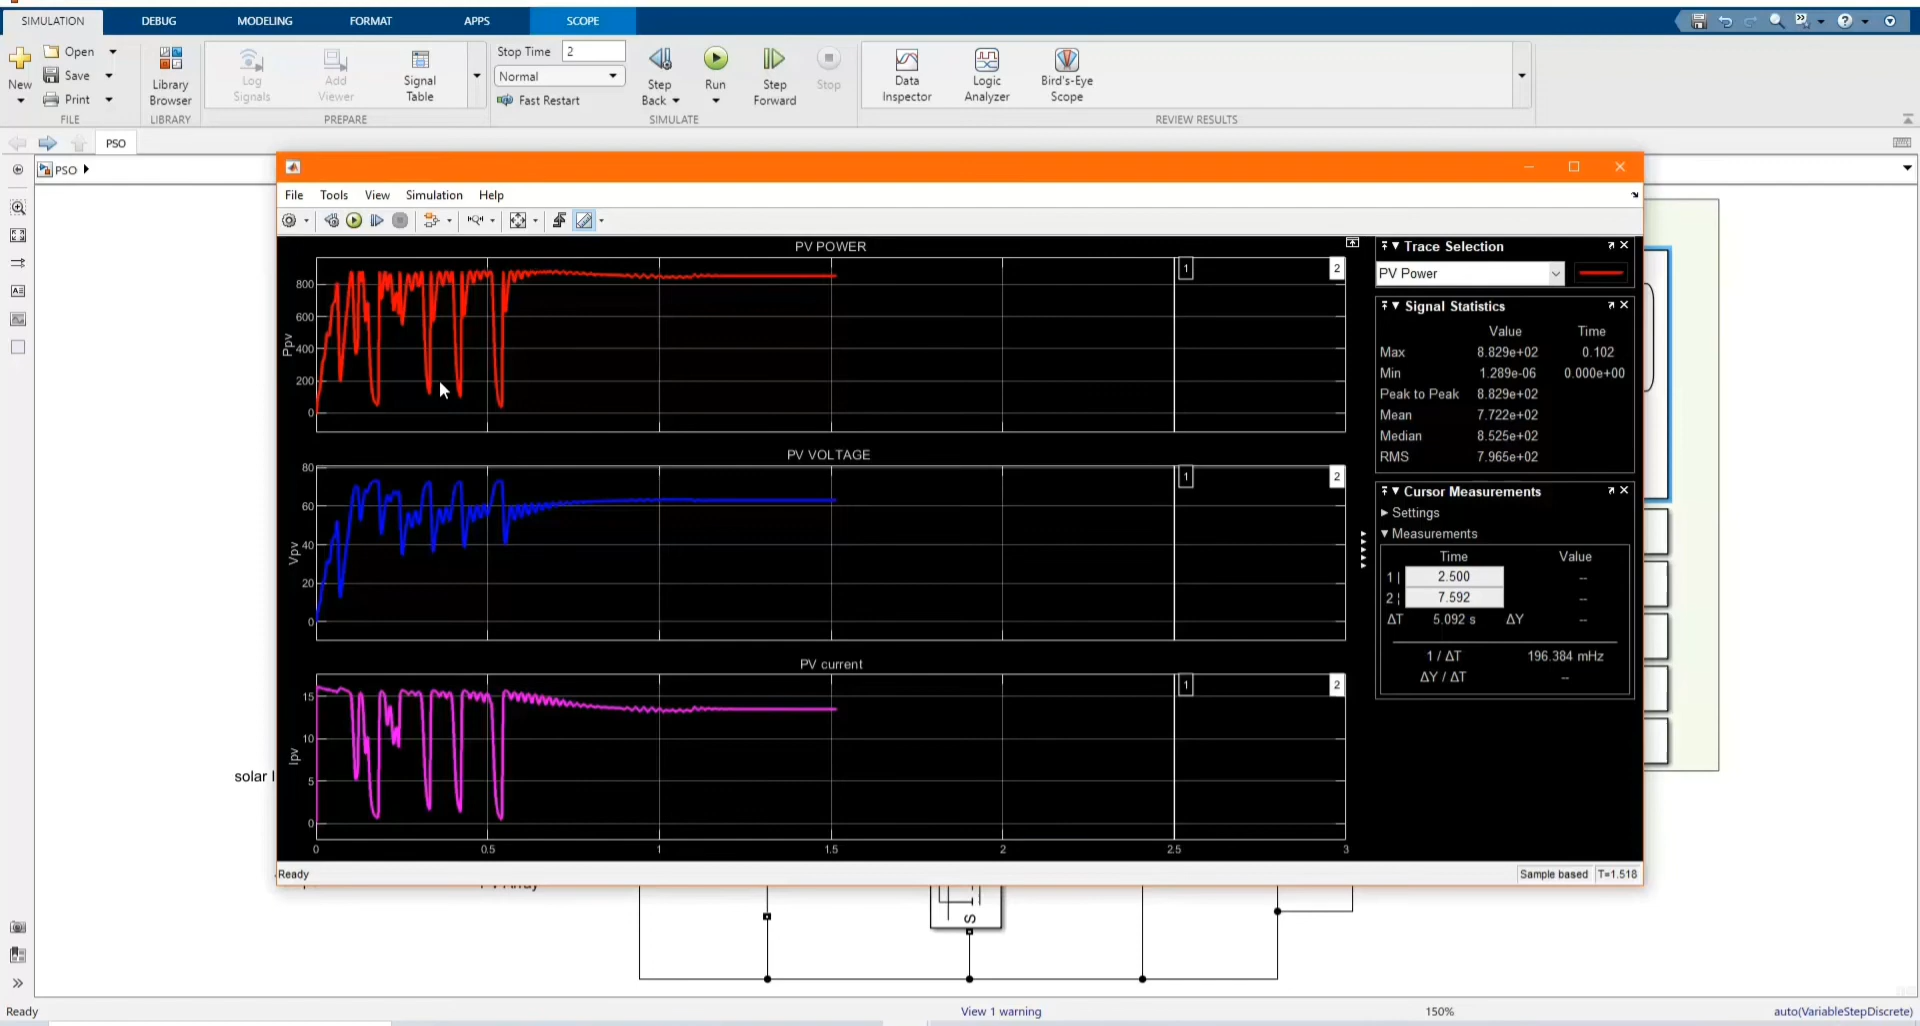 SIMULATION DEBUG MODELING FORMAT APPS SCOPE
New
Open
Save
Print
FILE
Library
Browser
LIBRARY
Log
Signals
Add
Viewer
Signal
Table
PREPARE
Stop Time 2
Normal
Fast Restart
Step
Back
Run
Step
Forward
Stop
SIMULATE
Data
Inspector
Logic
Analyzer
Bird's-Eye
Scope
REVIEW RESULTS
PSO
PSO
File Tools View Simulation Help
PV POWER
800
600
400
200
0
Ppv
1 2
PV VOLTAGE
80
60
40
20
0
Vpv
1 2
PV current
15
10
5
0
Ipv
1 2
0 0.5 1 1.5 2 2.5 3
Trace Selection
PV Power
Signal Statistics
Value Time
Max 8.829e+02 0.102
Min 1.289e-06 0.000e+00
Peak to Peak 8.829e+02
Mean 7.722e+02
Median 8.525e+02
RMS 7.965e+02
Cursor Measurements
Settings
Measurements
Time Value
1 | 2.500 --
2 ¦ 7.592 --
ΔT 5.092 s ΔY --
1 / ΔT 196.384 mHz
ΔY / ΔT --
Ready Sample based T=1.518
solar
S
Ready View 1 warning 150% auto(VariableStepDiscrete)